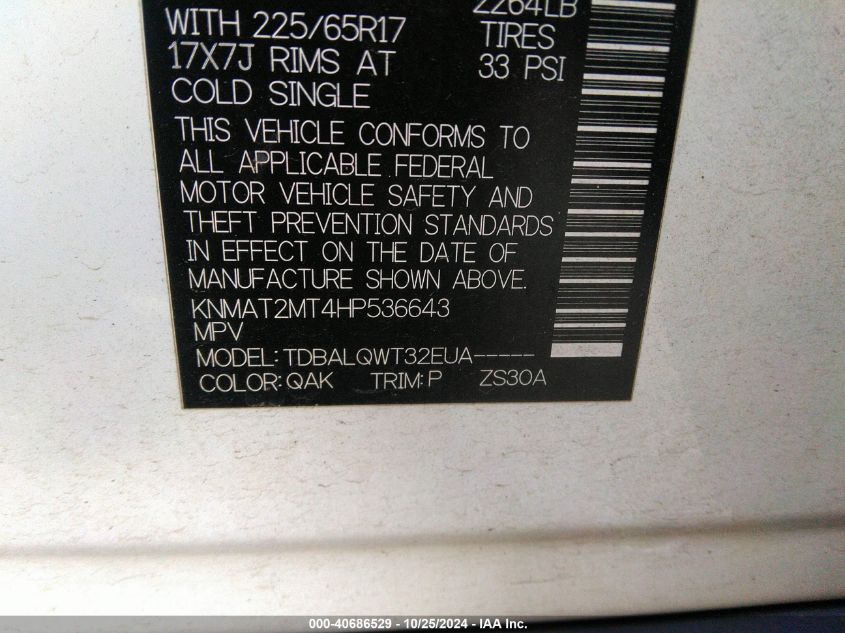 2264LB
WITH 225/65R17 TIRES
17X7J RIMS AT 33 PSI
COLD SINGLE
THIS VEHICLE CONFORMS TO
ALL APPLICABLE FEDERAL
MOTOR VEHICLE SAFETY AND
THEFT PREVENTION STANDARDS
IN EFFECT ON THE DATE OF
MANUFACTURE SHOWN ABOVE.
KNMAT2MT4HP536643
MPV
MODEL: TDBALQWT32EUA-----
COLOR: QAK TRIM: P ZS30A
000-40686529 - 10/25/2024 - IAA Inc.